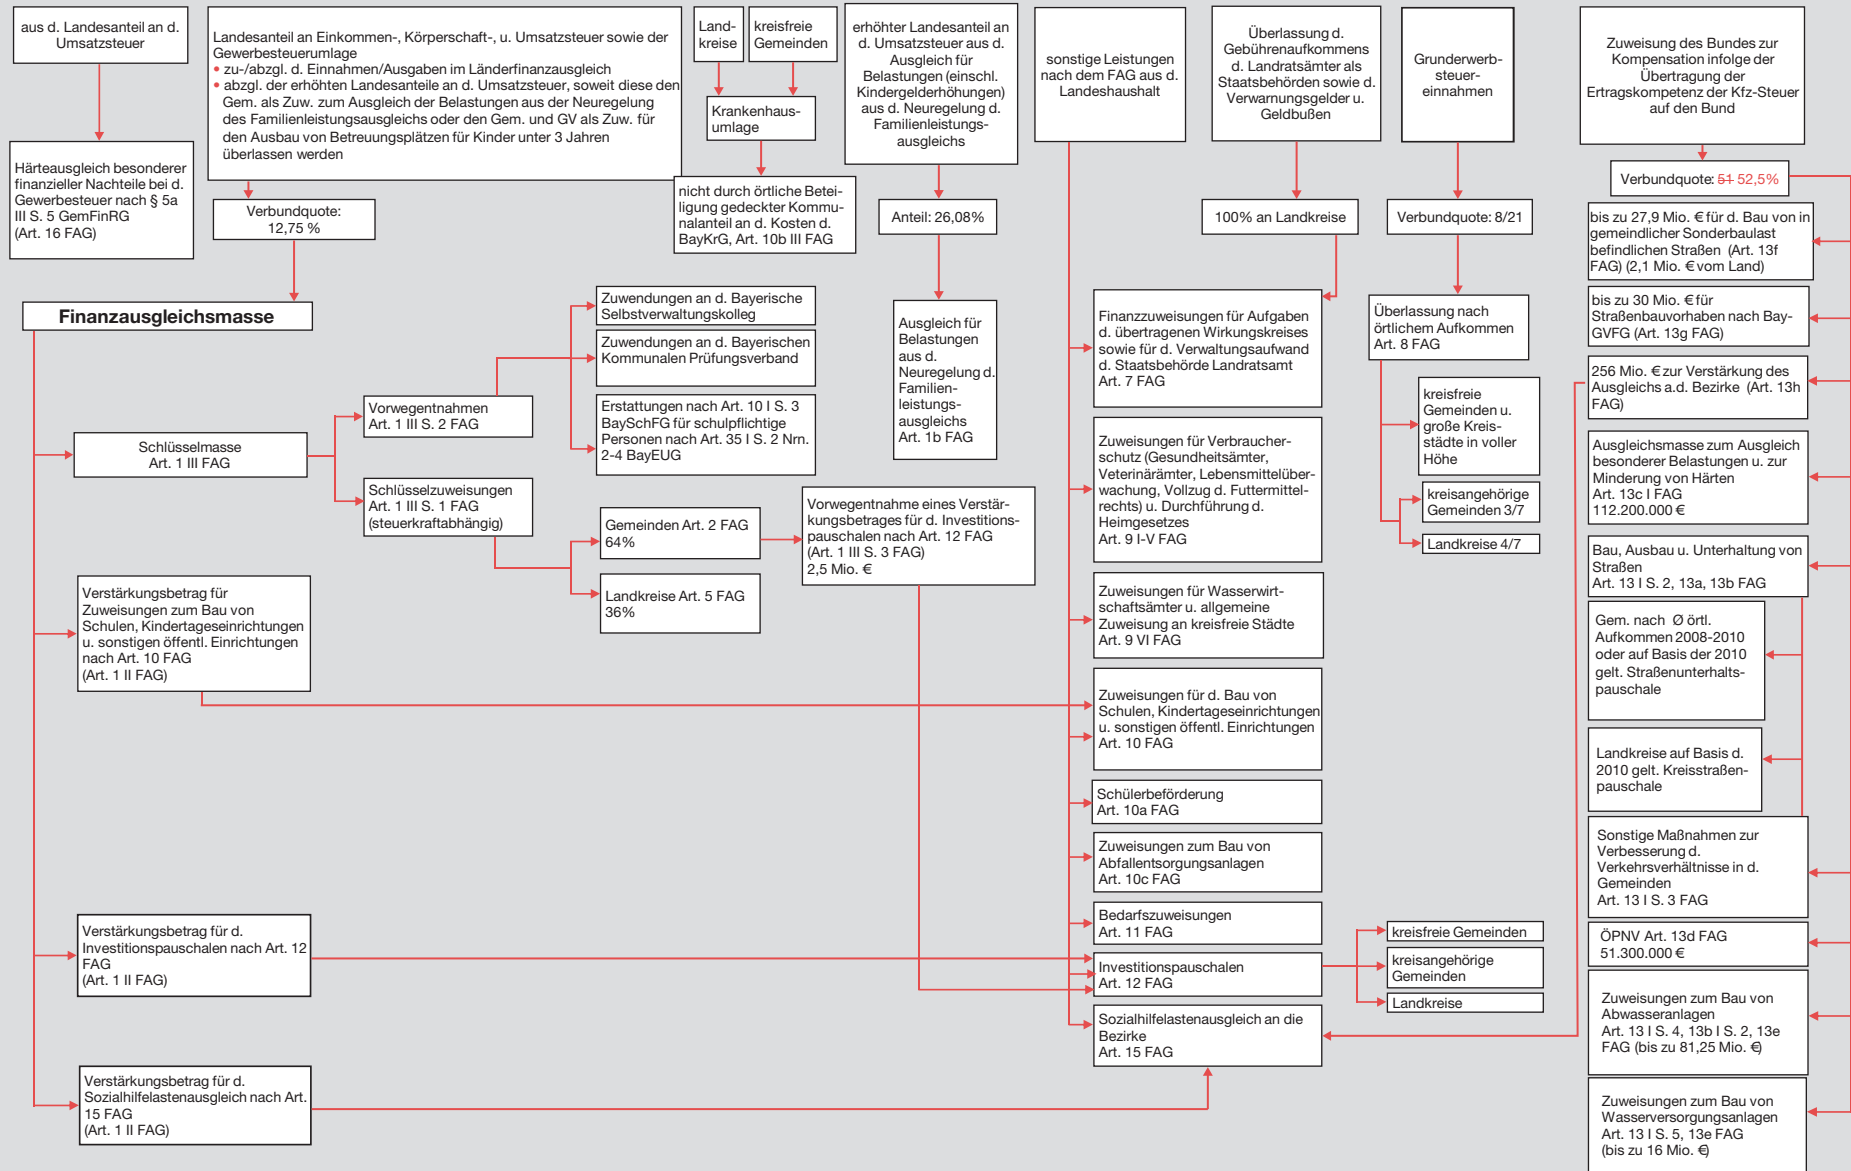 aus d. Landesanteil an d.
Umsatzsteuer
Härteausgleich besonderer
finanzieller Nachteile bei d.
Gewerbesteuer nach § 5a
III S. 5 GemFinRG
(Art. 16 FAG)
Landesanteil an Einkommen-, Körperschaft-, u. Umsatzsteuer sowie der
Gewerbesteuerumlage
• zu-/abzgl. d. Einnahmen/Ausgaben im Länderfinanzausgleich
• abzgl. der erhöhten Landesanteile an d. Umsatzsteuer, soweit diese den
Gem. als Zuw. zum Ausgleich der Belastungen aus der Neuregelung
des Familienleistungsausgleichs oder den Gem. und GV als Zuw. für
den Ausbau von Betreuungsplätzen für Kinder unter 3 Jahren
überlassen werden
Verbundquote:
12,75 %
Land-
kreise
kreisfreie
Gemeinden
Krankenhaus-
umlage
nicht durch örtliche Betei-
ligung gedeckter Kommu-
nalanteil an d. Kosten d.
BayKrG, Art. 10b III FAG
erhöhter Landesanteil an
d. Umsatzsteuer aus d.
Ausgleich für
Belastungen (einschl.
Kindergelderhöhungen)
aus d. Neuregelung d.
Familienleistungs-
ausgleichs
Anteil: 26,08%
Ausgleich für
Belastungen
aus d.
Neuregelung d.
Familien-
leistungs-
ausgleichs
Art. 1b FAG
sonstige Leistungen
nach dem FAG aus d.
Landeshaushalt
Überlassung d.
Gebührenaufkommens
d. Landratsämter als
Staatsbehörden sowie d.
Verwarnungsgelder u.
Geldbußen
100% an Landkreise
Grunderwerb-
steuer-
einnahmen
Verbundquote: 8/21
Überlassung nach
örtlichem Aufkommen
Art. 8 FAG
kreisfreie
Gemeinden u.
große Kreis-
städte in voller
Höhe
kreisangehörige
Gemeinden 3/7
Landkreise 4/7
Zuweisung des Bundes zur
Kompensation infolge der
Übertragung der
Ertragskompetenz der Kfz-Steuer
auf den Bund
Verbundquote: 51 52,5%
bis zu 27,9 Mio. € für d. Bau von in
gemeindlicher Sonderbaulast
befindlichen Straßen (Art. 13f
FAG) (2,1 Mio. € vom Land)
bis zu 30 Mio. € für
Straßenbauvorhaben nach Bay-
GVFG (Art. 13g FAG)
256 Mio. € zur Verstärkung des
Ausgleichs a.d. Bezirke (Art. 13h
FAG)
Ausgleichsmasse zum Ausgleich
besonderer Belastungen u. zur
Minderung von Härten
Art. 13c I FAG
112.200.000 €
Bau, Ausbau u. Unterhaltung von
Straßen
Art. 13 I S. 2, 13a, 13b FAG
Gem. nach Ø örtl.
Aufkommen 2008-2010
oder auf Basis der 2010
gelt. Straßenunterhalts-
pauschale
Landkreise auf Basis d.
2010 gelt. Kreisstraßen-
pauschale
Sonstige Maßnahmen zur
Verbesserung d.
Verkehrsverhältnisse in d.
Gemeinden
Art. 13 I S. 3 FAG
ÖPNV Art. 13d FAG
51.300.000 €
Zuweisungen zum Bau von
Abwasseranlagen
Art. 13 I S. 4, 13b I S. 2, 13e
FAG (bis zu 81,25 Mio. €)
Zuweisungen zum Bau von
Wasserversorgungsanlagen
Art. 13 I S. 5, 13e FAG
(bis zu 16 Mio. €)
Finanzausgleichsmasse
Schlüsselmasse
Art. 1 III FAG
Vorwegentnahmen
Art. 1 III S. 2 FAG
Zuwendungen an d. Bayerische
Selbstverwaltungskolleg
Zuwendungen an d. Bayerischen
Kommunalen Prüfungsverband
Erstattungen nach Art. 10 I S. 3
BaySchFG für schulpflichtige
Personen nach Art. 35 I S. 2 Nrn.
2-4 BayEUG
Schlüsselzuweisungen
Art. 1 III S. 1 FAG
(steuerkraftabhängig)
Gemeinden Art. 2 FAG
64%
Landkreise Art. 5 FAG
36%
Vorwegentnahme eines Verstär-
kungsbetrages für d. Investitions-
pauschalen nach Art. 12 FAG
(Art. 1 III S. 3 FAG)
2,5 Mio. €
Verstärkungsbetrag für
Zuweisungen zum Bau von
Schulen, Kindertageseinrichtungen
u. sonstigen öffentl. Einrichtungen
nach Art. 10 FAG
(Art. 1 II FAG)
Verstärkungsbetrag für d.
Investitionspauschalen nach Art. 12
FAG
(Art. 1 II FAG)
Verstärkungsbetrag für d.
Sozialhilfelastenausgleich nach Art.
15 FAG
(Art. 1 II FAG)
Finanzzuweisungen für Aufgaben
d. übertragenen Wirkungskreises
sowie für d. Verwaltungsaufwand
d. Staatsbehörde Landratsamt
Art. 7 FAG
Zuweisungen für Verbraucher-
schutz (Gesundheitsämter,
Veterinärämter, Lebensmittelüber-
wachung, Vollzug d. Futtermittel-
rechts) u. Durchführung d.
Heimgesetzes
Art. 9 I-V FAG
Zuweisungen für Wasserwirt-
schaftsämter u. allgemeine
Zuweisung an kreisfreie Städte
Art. 9 VI FAG
Zuweisungen für d. Bau von
Schulen, Kindertageseinrichtungen
u. sonstigen öffentl. Einrichtungen
Art. 10 FAG
Schülerbeförderung
Art. 10a FAG
Zuweisungen zum Bau von
Abfallentsorgungsanlagen
Art. 10c FAG
Bedarfszuweisungen
Art. 11 FAG
Investitionspauschalen
Art. 12 FAG
kreisfreie Gemeinden
kreisangehörige
Gemeinden
Landkreise
Sozialhilfelastenausgleich an die
Bezirke
Art. 15 FAG